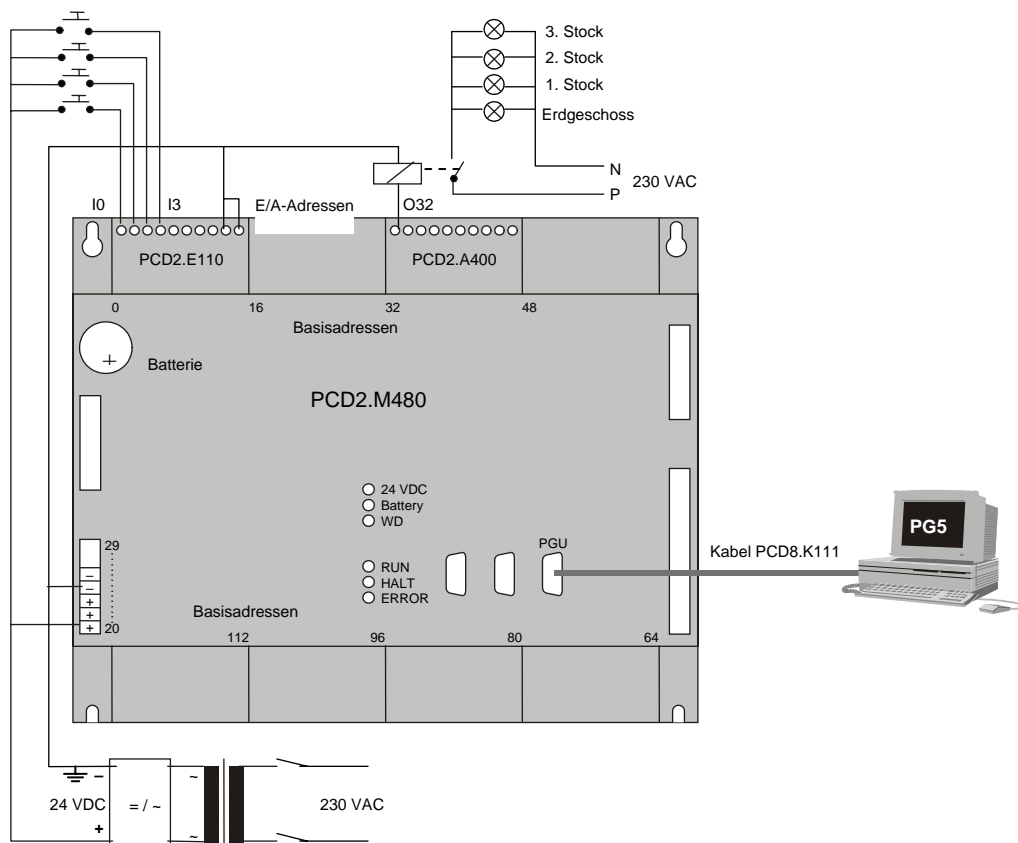 3. Stock
2. Stock
1. Stock
Erdgeschoss
N
230 VAC
P
I0
I3
E/A-Adressen
O32
PCD2.E110
PCD2.A400
0
16
32
48
Basisadressen
+
Batterie
PCD2.M480
24 VDC
Battery
WD
PGU
PG5
Kabel PCD8.K111
29
–
–
+
+
+
20
RUN
HALT
ERROR
Basisadressen
112
96
80
64
–
~
24 VDC
= / ~
230 VAC
+
~